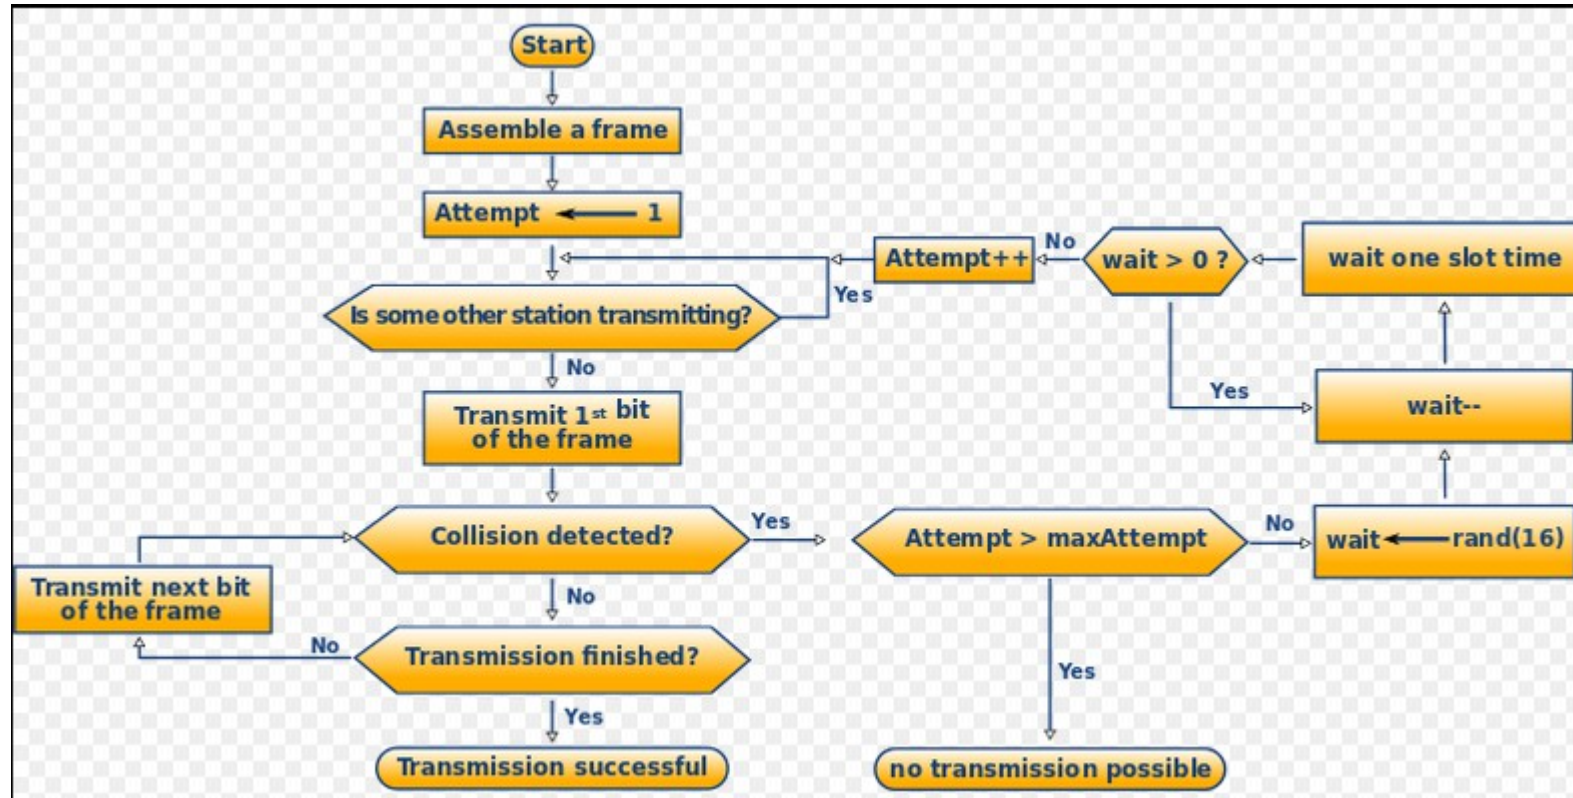 Start
Assemble a frame
Attempt ← 1
Is some other station transmitting?
Yes
No
Transmit 1st bit
of the frame
Collision detected?
Yes
No
Transmit next bit
of the frame
No
Transmission finished?
Yes
Transmission successful
Attempt > maxAttempt
No
Yes
no transmission possible
wait ← rand(16)
wait--
wait one slot time
wait > 0 ?
Yes
No
Attempt++